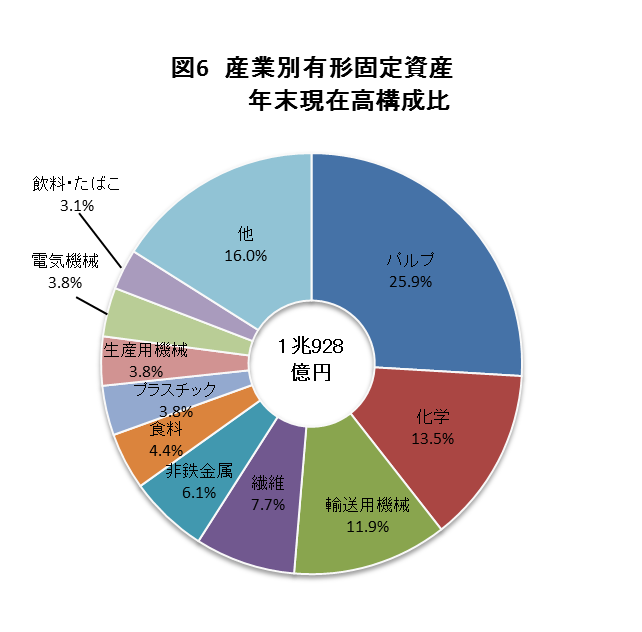 図6 産業別有形固定資産
年末現在高構成比
パルプ
25.9%
化学
13.5%
輸送用機械
11.9%
繊維
7.7%
非鉄金属
6.1%
食料
4.4%
プラスチック
3.8%
生産用機械
3.8%
電気機械
3.8%
飲料・たばこ
3.1%
他
16.0%
1兆928
億円